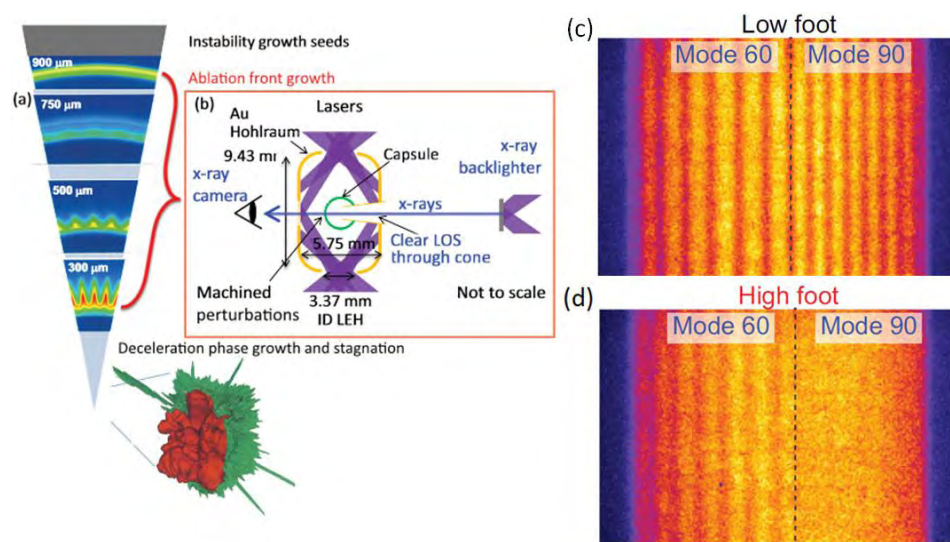 Instability growth seeds
900 μm
Ablation front growth
(a)
750 μm
500 μm
300 μm
(b)
Lasers
Au
Hohlraum
9.43 mm
x-ray
camera
Capsule
x-ray
backlighter
x-rays
5.75 mm
Clear LOS
through cone
Machined
perturbations
3.37 mm
ID LEH
Not to scale
Deceleration phase growth and stagnation
(c)
Low foot
Mode 60
Mode 90
(d)
High foot
Mode 60
Mode 90